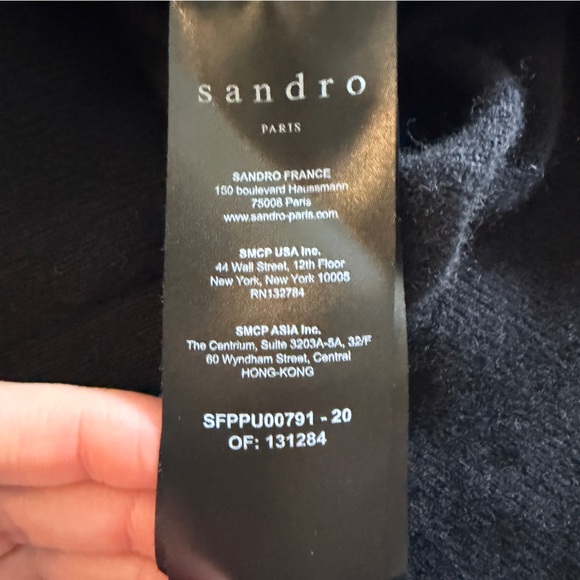 sandro
PARIS
SANDRO FRANCE
150 boulevard Haussmann
75008 Paris
www.sandro-paris.com
SMCP USA Inc.
44 Wall Street, 12th Floor
New York, New York 10005
RN132784
SMCP ASIA Inc.
The Centrium, Suite 3203A-5A, 32/F
60 Wyndham Street, Central
HONG-KONG
SFPPU00791 - 20
OF: 131284